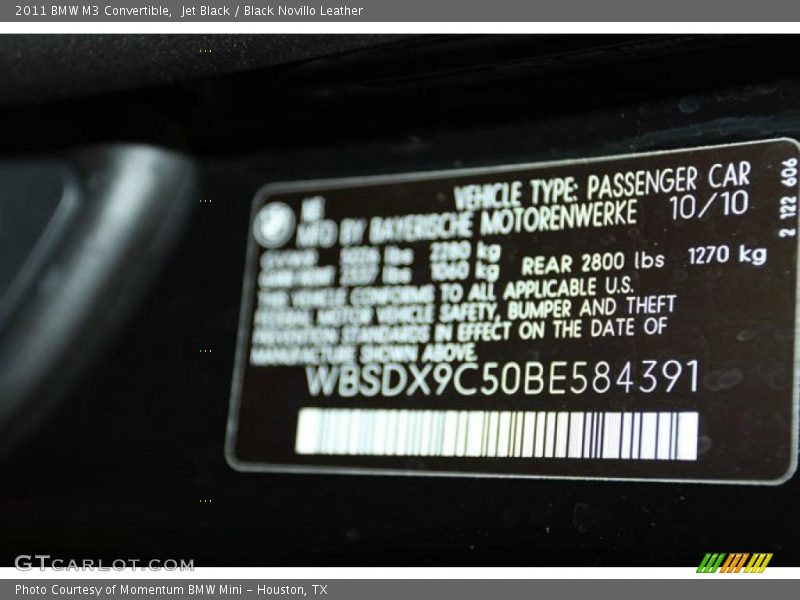 2011 BMW M3 Convertible,  Jet Black / Black Novillo Leather
VEHICLE TYPE: PASSENGER CAR
MFD BY BAYERISCHE MOTORENWERKE 10/10
2 122 606
lbs 2280 kg
lbs 1060 kg REAR 2800 lbs 1270 kg
THIS VEHICLE CONFORMS TO ALL APPLICABLE U.S.
FEDERAL MOTOR VEHICLE SAFETY, BUMPER AND THEFT
PREVENTION STANDARDS IN EFFECT ON THE DATE OF
MANUFACTURE SHOWN ABOVE.
WBSDX9C50BE584391
GTCARLOT.COM
Photo Courtesy of Momentum BMW Mini - Houston, TX